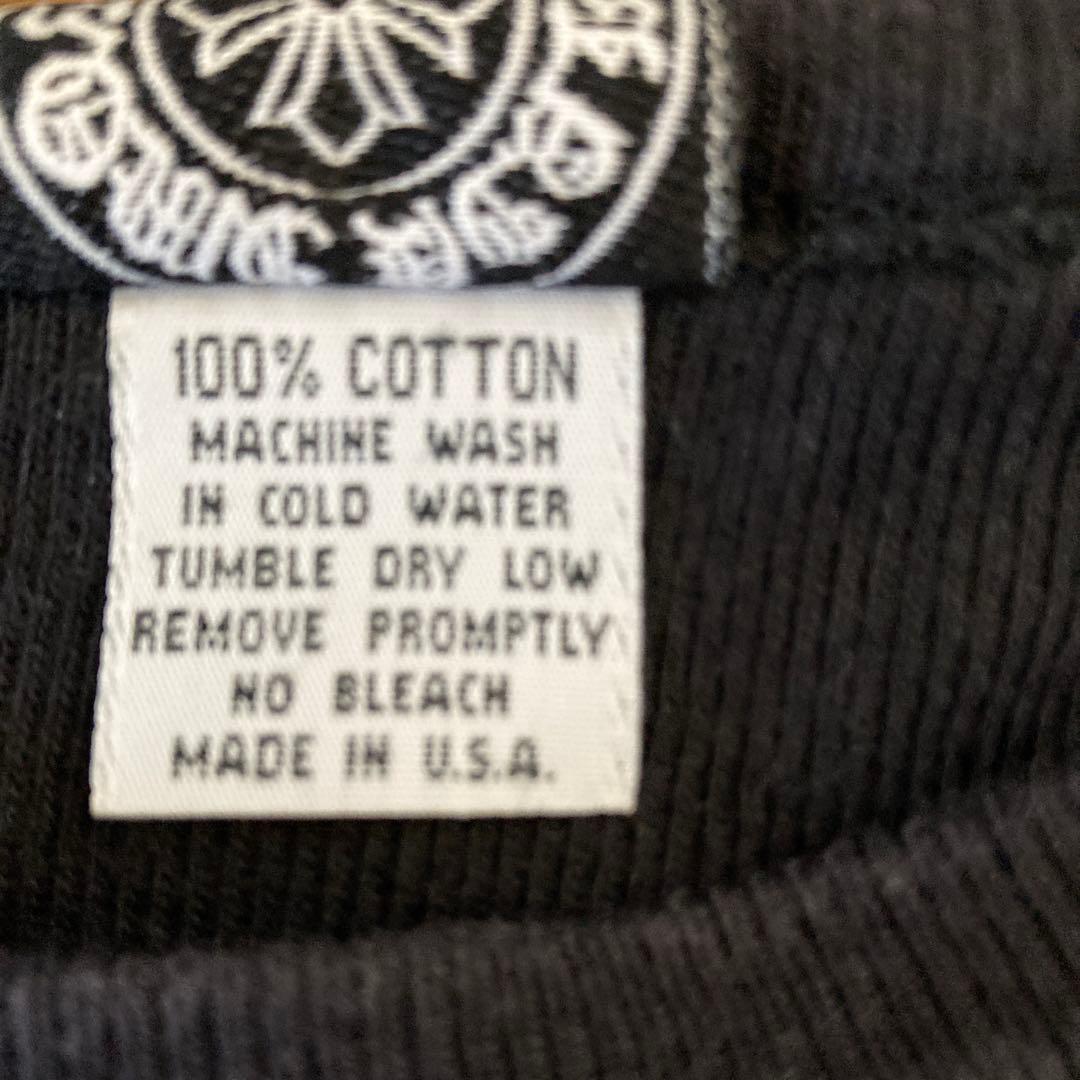 100% COTTON
MACHINE WASH
IN COLD WATER
TUMBLE DRY LOW
REMOVE PROMPTLY
NO BLEACH
MADE IN U.S.A.